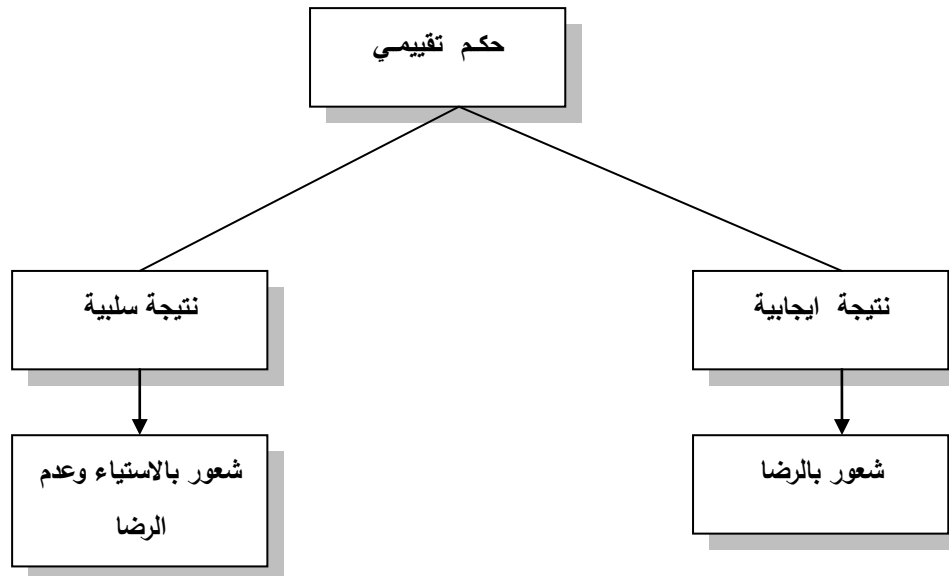 حكم تقييمي
نتيجة ايجابية
نتيجة سلبية
شعور بالرضا
شعور بالاستياء وعدم
الرضا